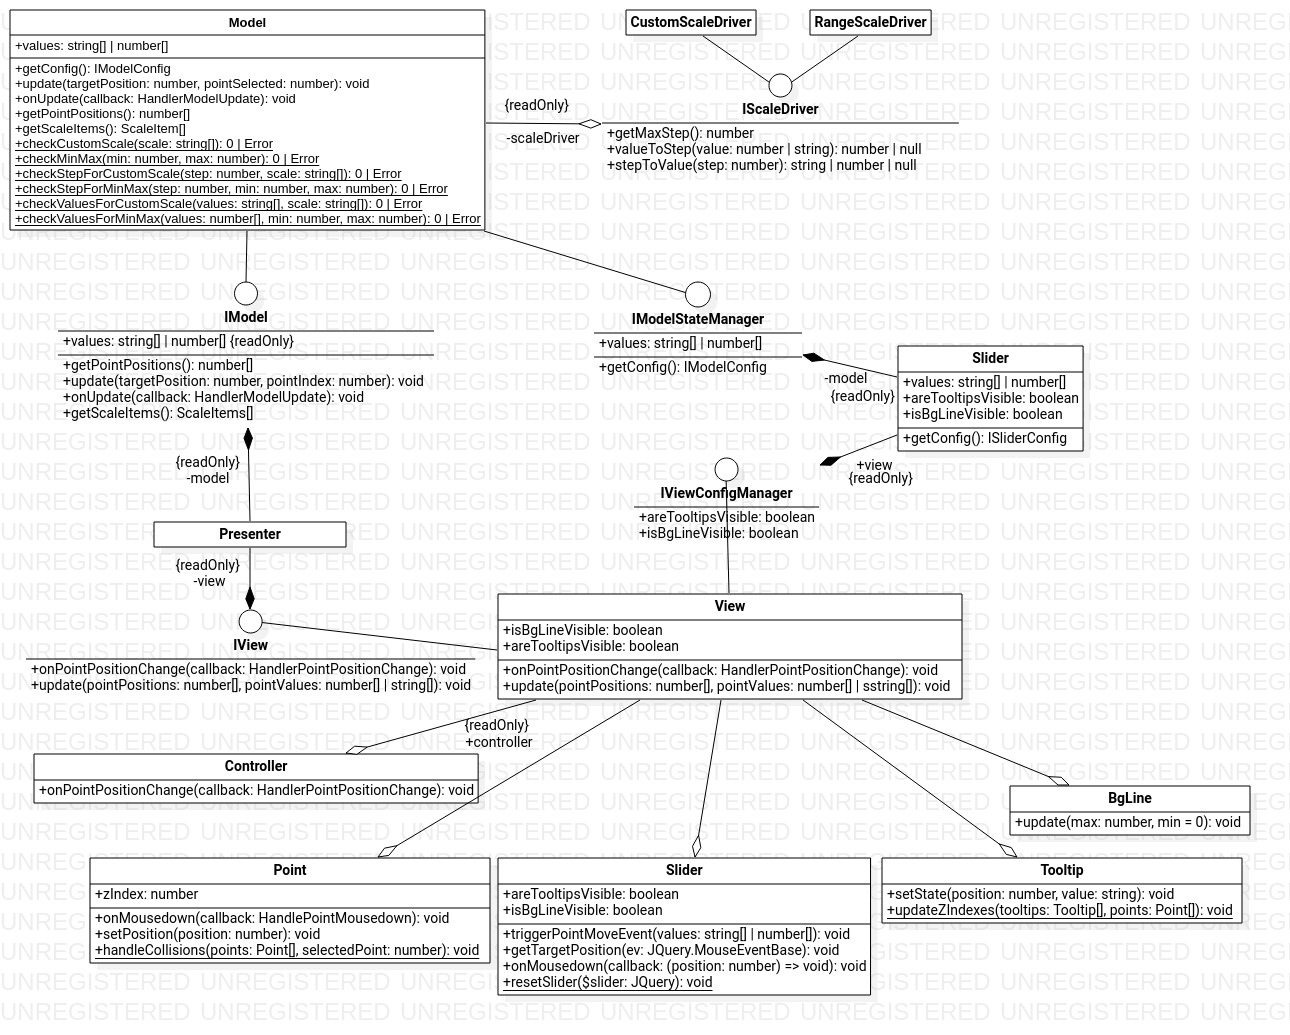 Model
+values: string[] | number[]
+getConfig(): IModelConfig
+update(targetPosition: number, pointSelected: number): void
+onUpdate(callback: HandlerModelUpdate): void
+getPointPositions(): number[]
+getScaleItems(): ScaleItem[]
+checkCustomScale(scale: string[]): 0 | Error
+checkMinMax(min: number, max: number): 0 | Error
+checkStepForCustomScale(step: number, scale: string[]): 0 | Error
+checkStepForMinMax(step: number, min: number, max: number): 0 | Error
+checkValuesForCustomScale(values: string[], scale: string[]): 0 | Error
+checkValuesForMinMax(values: number[], min: number, max: number): 0 | Error
CustomScaleDriver
RangeScaleDriver
{readOnly}
-scaleDriver
IScaleDriver
+getMaxStep(): number
+valueToStep(value: number | string): number | null
+stepToValue(step: number): string | number | null
IModel
+values: string[] | number[] {readOnly}
+getPointPositions(): number[]
+update(targetPosition: number, pointIndex: number): void
+onUpdate(callback: HandlerModelUpdate): void
+getScaleItems(): ScaleItems[]
IModelStateManager
+values: string[] | number[]
+getConfig(): IModelConfig
-model
{readOnly}
Slider
+values: string[] | number[]
+areTooltipsVisible: boolean
+isBgLineVisible: boolean
+getConfig(): ISliderConfig
+view
{readOnly}
IViewConfigManager
+areTooltipsVisible: boolean
+isBgLineVisible: boolean
{readOnly}
-model
Presenter
{readOnly}
-view
IView
+onPointPositionChange(callback: HandlerPointPositionChange): void
+update(pointPositions: number[], pointValues: number[] | string[]): void
View
+isBgLineVisible: boolean
+areTooltipsVisible: boolean
+onPointPositionChange(callback: HandlerPointPositionChange): void
+update(pointPositions: number[], pointValues: number[] | sstring[]): void
{readOnly}
+controller
Controller
+onPointPositionChange(callback: HandlerPointPositionChange): void
BgLine
+update(max: number, min = 0): void
Point
+zIndex: number
+onMousedown(callback: HandlePointMousedown): void
+setPosition(position: number): void
+handleCollisions(points: Point[], selectedPoint: number): void
Slider
+areTooltipsVisible: boolean
+isBgLineVisible: boolean
+triggerPointMoveEvent(values: string[] | number[]): void
+getTargetPosition(ev: JQuery.MouseEventBase): void
+onMousedown(callback: (position: number) => void): void
+resetSlider($slider: JQuery): void
Tooltip
+setState(position: number, value: string): void
+updateZIndexes(tooltips: Tooltip[], points: Point[]): void